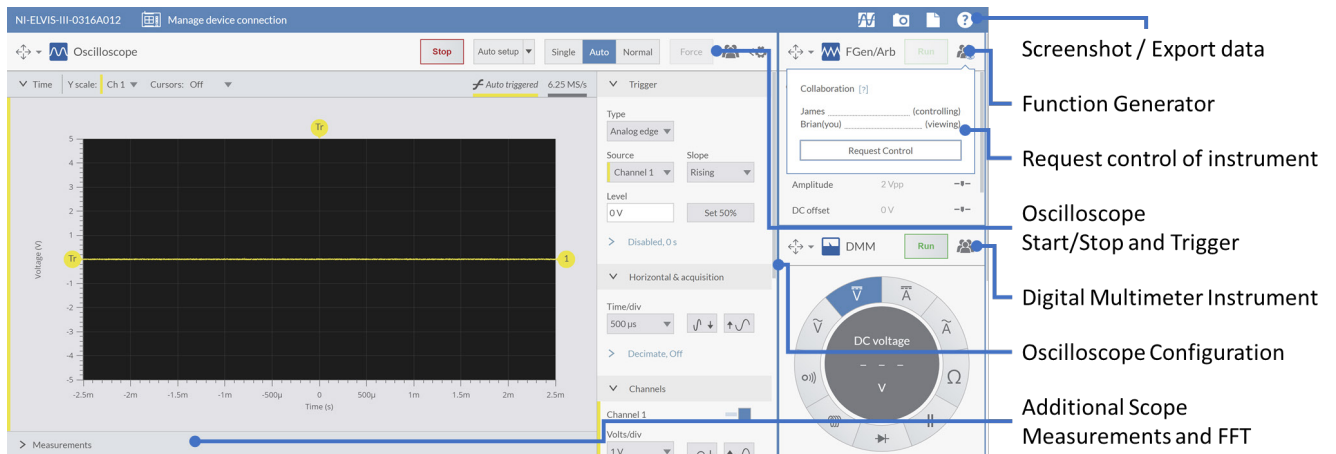 NI-ELVIS-III-0316A012 Manage device connection
Oscilloscope Stop Auto setup Single Auto Normal Force
FGen/Arb Run
Time Y scale: Ch 1 Cursors: Off Auto triggered 6.25 MS/s
Tr
5
4
3
2
1
0
-1
-2
-3
-4
-5
Voltage (V)
Tr
1
-2.5m -2m -1.5m -1m -500µ 0 500µ 1m 1.5m 2m 2.5m
Time (s)
Measurements
Trigger
Type
Analog edge
Source Slope
Channel 1 Rising
Level
0 V Set 50%
Disabled, 0 s
Horizontal & acquisition
Time/div
500 µs
Decimate, Off
Channels
Channel 1
Volts/div
1 V
Collaboration [?]
James (controlling)
Brian(you) (viewing)
Request Control
Amplitude 2 Vpp
DC offset 0 V
DMM Run
V
A
V
A
Ω
DC voltage
- - -
V
Screenshot / Export data
Function Generator
Request control of instrument
Oscilloscope
Start/Stop and Trigger
Digital Multimeter Instrument
Oscilloscope Configuration
Additional Scope
Measurements and FFT